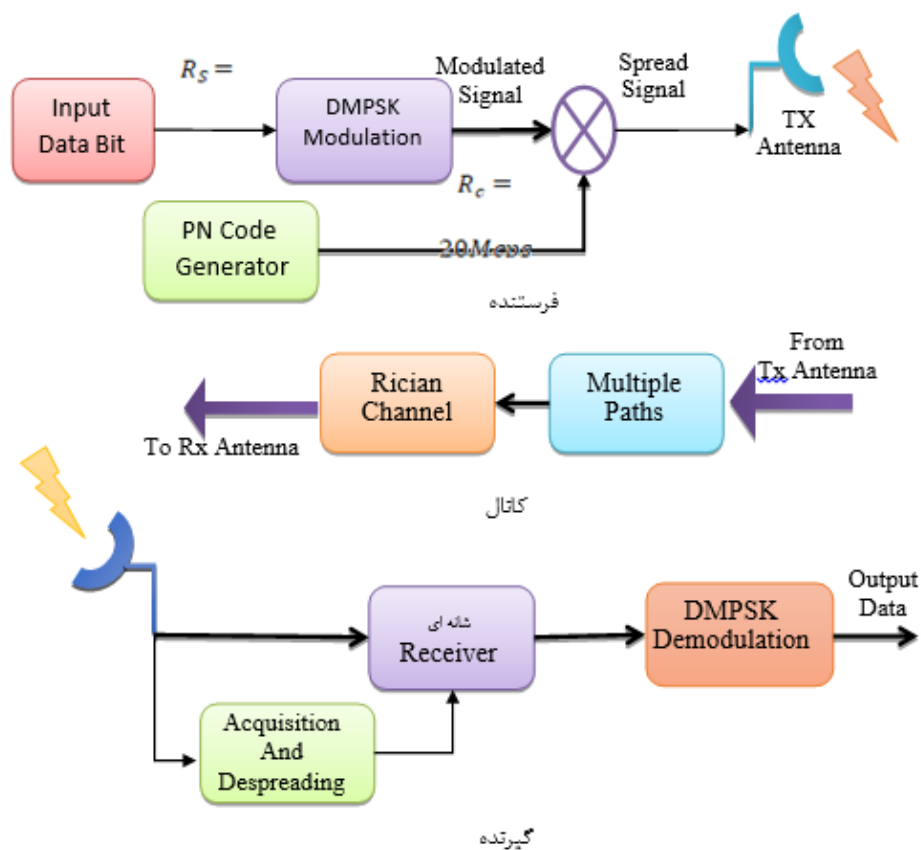 Input
Data Bit
R_S =
DMPSK
Modulation
Modulated
Signal
Spread
Signal
TX
Antenna
R_c =
PN Code
Generator
20Mcps
فرستنده
From
Tx Antenna
Multiple
Paths
Rician
Channel
To Rx Antenna
کانال
شانه ای
Receiver
DMPSK
Demodulation
Output
Data
Acquisition
And
Despreading
گیرنده